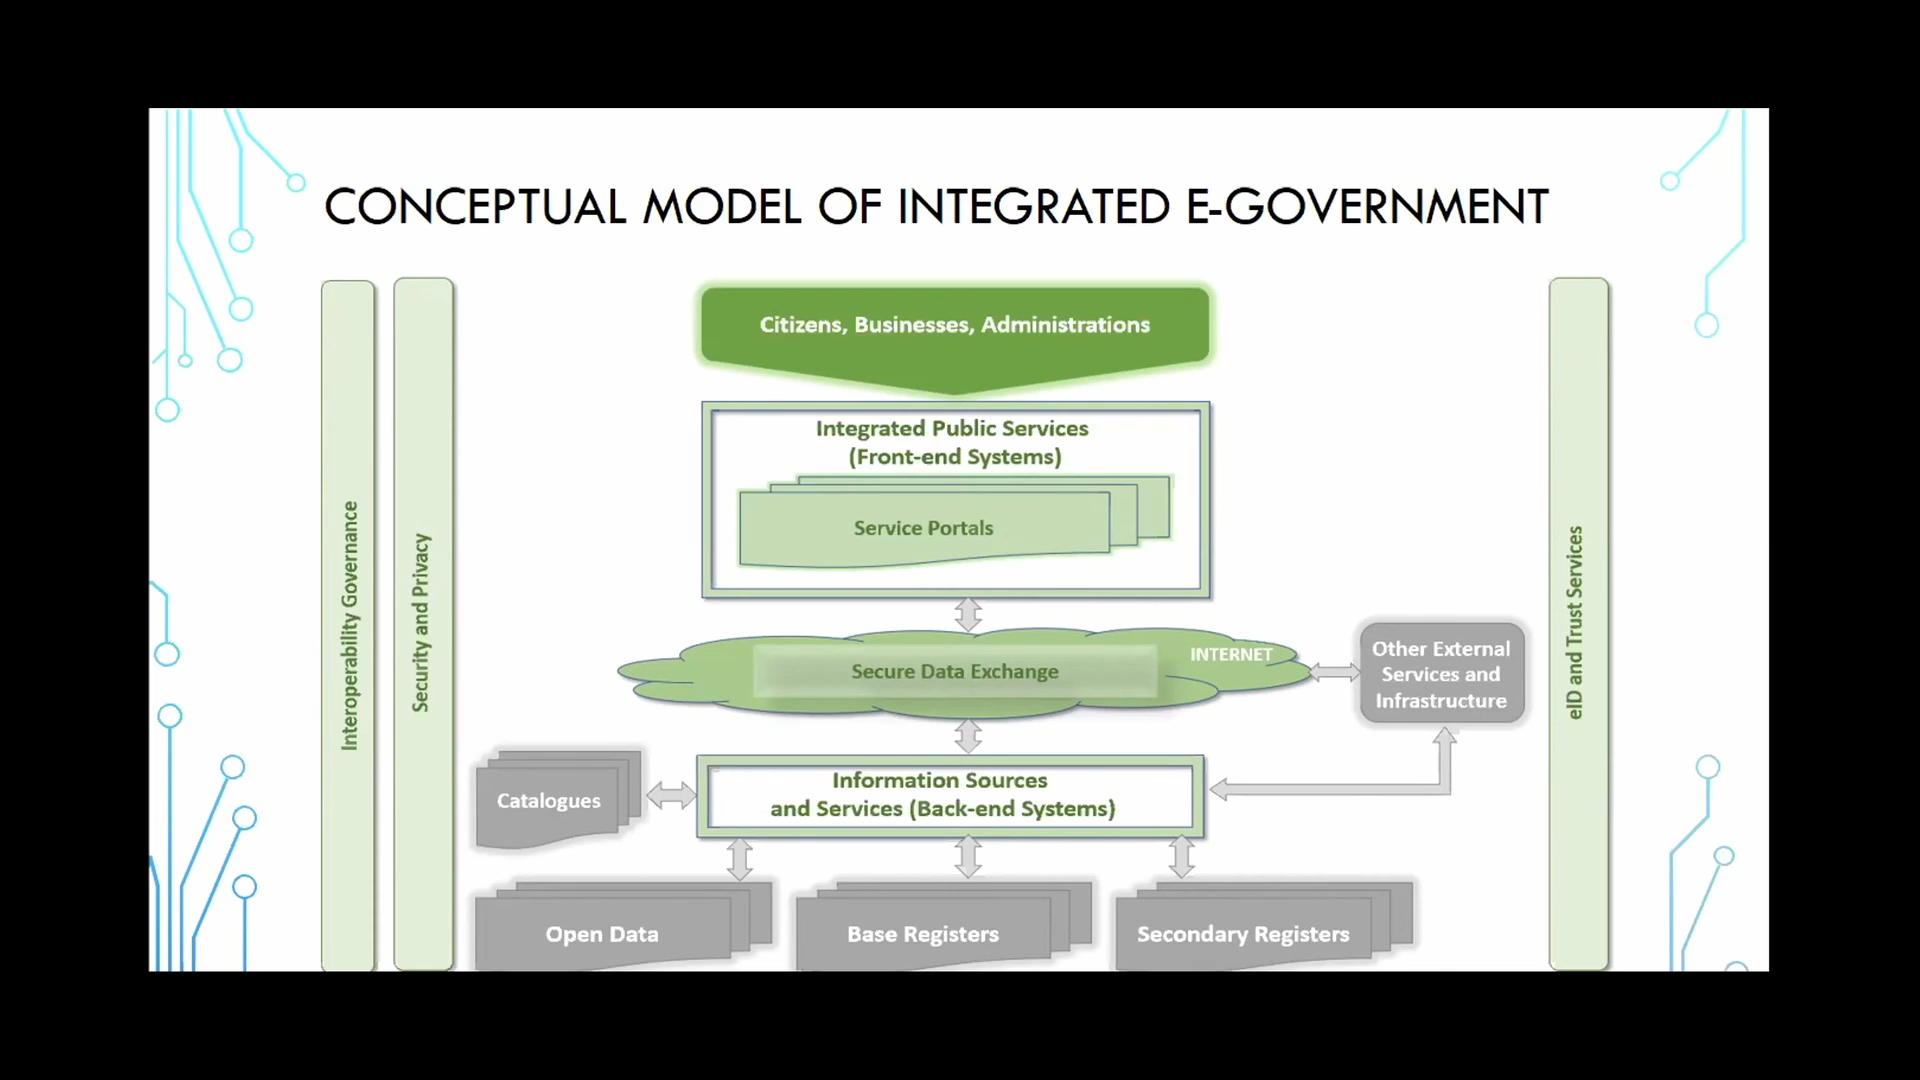 CONCEPTUAL MODEL OF INTEGRATED E-GOVERNMENT
Interoperability Governance
Security and Privacy
Citizens, Businesses, Administrations
Integrated Public Services
(Front-end Systems)
Service Portals
INTERNET
Secure Data Exchange
Other External
Services and
Infrastructure
eID and Trust Services
Catalogues
Information Sources
and Services (Back-end Systems)
Open Data
Base Registers
Secondary Registers